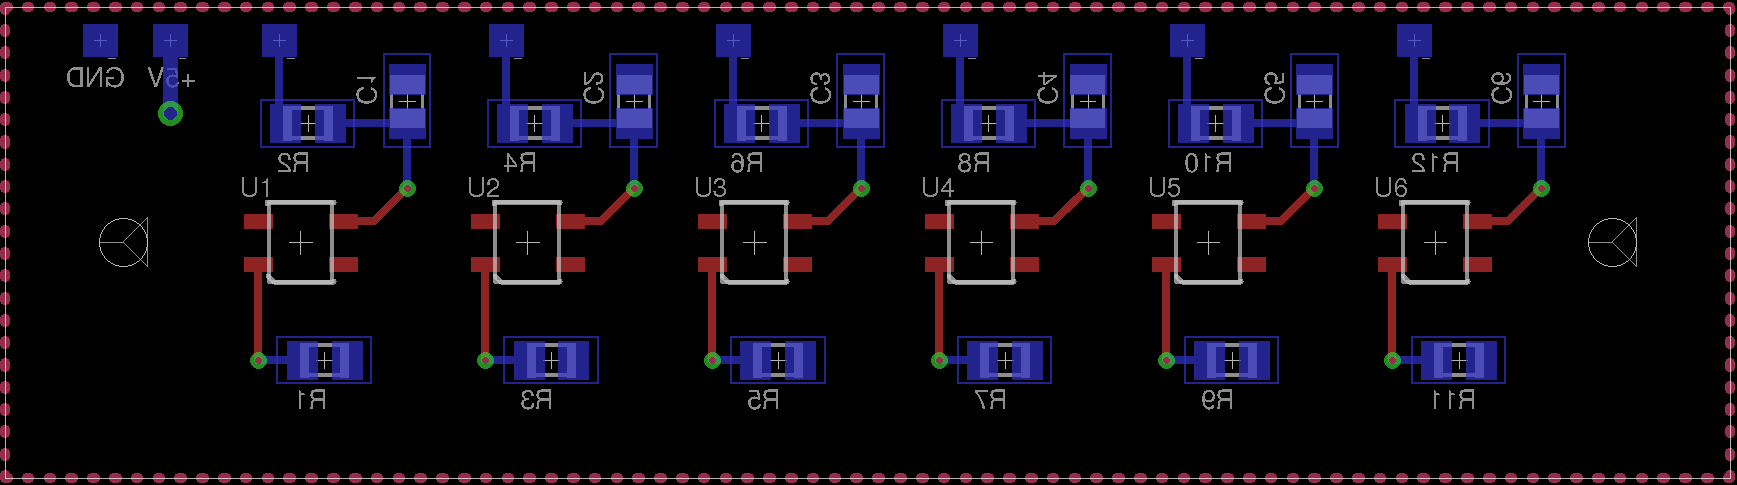 GND +5V
C1 C2 C3 C4 C5 C6
R2 R4 R6 R8 R10 R12
U1 U2 U3 U4 U5 U6
R1 R3 R5 R7 R9 R11